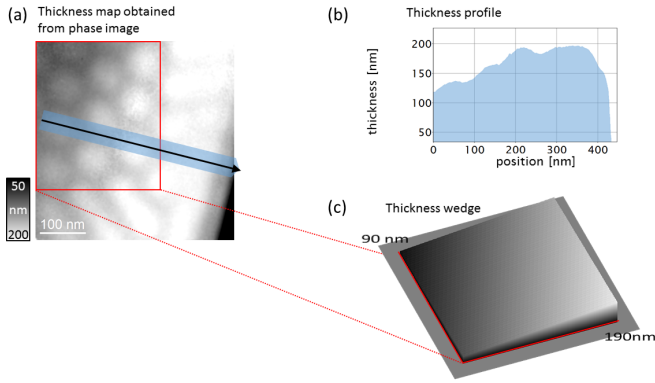 (a)
Thickness map obtained
from phase image
50
nm
200
100 nm
(b)
Thickness profile
thickness [nm]
200
150
100
50
0
100
200
300
400
position [nm]
(c)
Thickness wedge
90 nm
190nm